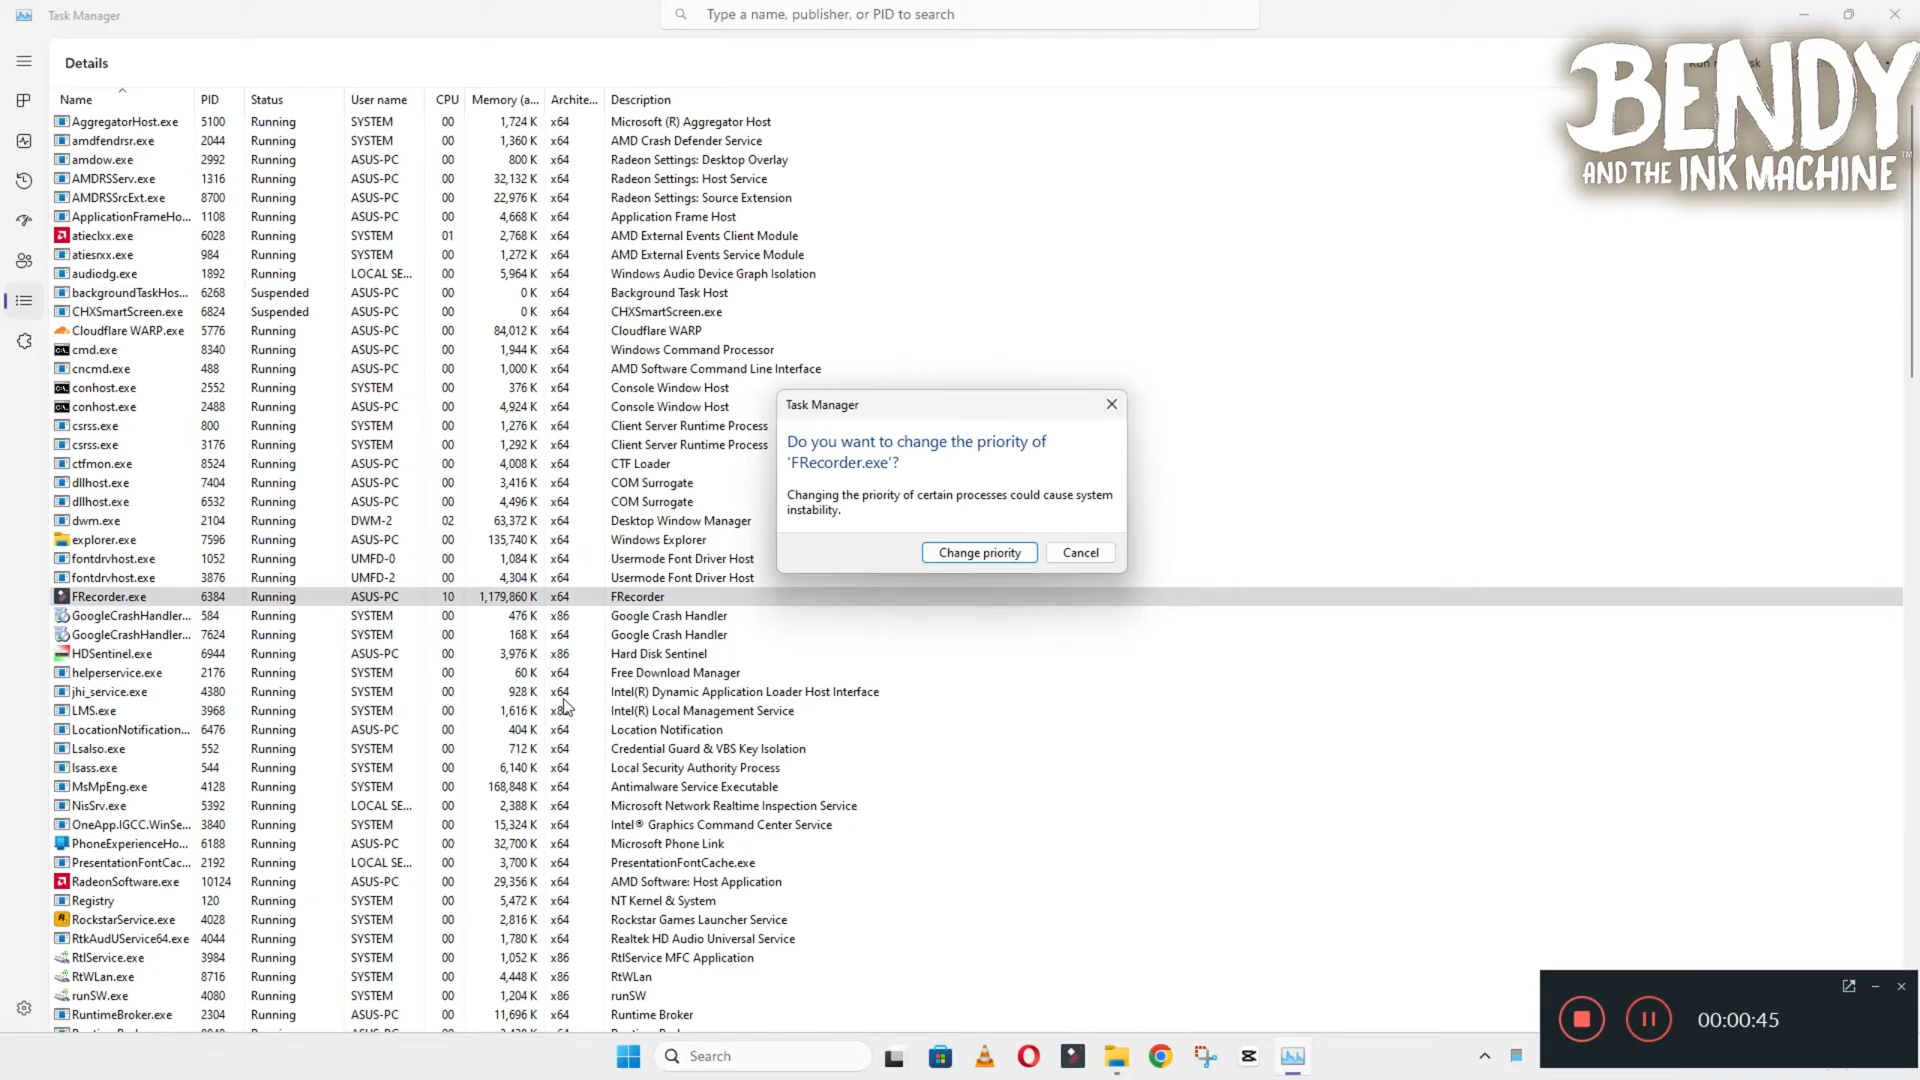 Task Manager
Type a name, publisher, or PID to search
BENDY
AND THE INK MACHINE™
Details
Name PID Status User name CPU Memory (a... Archite... Description
AggregatorHost.exe 5100 Running SYSTEM 00 1,724 K x64 Microsoft (R) Aggregator Host
amdfendrsr.exe 2044 Running SYSTEM 00 1,360 K x64 AMD Crash Defender Service
amdow.exe 2992 Running ASUS-PC 00 800 K x64 Radeon Settings: Desktop Overlay
AMDRSServ.exe 1316 Running ASUS-PC 00 32,132 K x64 Radeon Settings: Host Service
AMDRSSrcExt.exe 8700 Running ASUS-PC 00 22,976 K x64 Radeon Settings: Source Extension
ApplicationFrameHo... 1108 Running ASUS-PC 00 4,668 K x64 Application Frame Host
atieclxx.exe 6028 Running SYSTEM 01 2,768 K x64 AMD External Events Client Module
atiesrxx.exe 984 Running SYSTEM 00 1,272 K x64 AMD External Events Service Module
audiodg.exe 1892 Running LOCAL SE... 00 5,964 K x64 Windows Audio Device Graph Isolation
backgroundTaskHos... 6268 Suspended ASUS-PC 00 0 K x64 Background Task Host
CHXSmartScreen.exe 6824 Suspended ASUS-PC 00 0 K x64 CHXSmartScreen.exe
Cloudflare WARP.exe 5776 Running ASUS-PC 00 84,012 K x64 Cloudflare WARP
cmd.exe 8340 Running ASUS-PC 00 1,944 K x64 Windows Command Processor
cncmd.exe 488 Running ASUS-PC 00 1,000 K x64 AMD Software Command Line Interface
conhost.exe 2552 Running SYSTEM 00 376 K x64 Console Window Host
conhost.exe 2488 Running ASUS-PC 00 4,924 K x64 Console Window Host
csrss.exe 800 Running SYSTEM 00 1,276 K x64 Client Server Runtime Process
csrss.exe 3176 Running SYSTEM 00 1,292 K x64 Client Server Runtime Process
ctfmon.exe 8524 Running ASUS-PC 00 4,008 K x64 CTF Loader
dllhost.exe 7404 Running ASUS-PC 00 3,416 K x64 COM Surrogate
dllhost.exe 6532 Running ASUS-PC 00 4,496 K x64 COM Surrogate
dwm.exe 2104 Running DWM-2 02 63,372 K x64 Desktop Window Manager
explorer.exe 7596 Running ASUS-PC 00 135,740 K x64 Windows Explorer
fontdrvhost.exe 1052 Running UMFD-0 00 1,084 K x64 Usermode Font Driver Host
fontdrvhost.exe 3876 Running UMFD-2 00 4,304 K x64 Usermode Font Driver Host
FRecorder.exe 6384 Running ASUS-PC 10 1,179,860 K x64 FRecorder
GoogleCrashHandler... 584 Running SYSTEM 00 476 K x86 Google Crash Handler
GoogleCrashHandler... 7624 Running SYSTEM 00 168 K x64 Google Crash Handler
HDSentinel.exe 6944 Running ASUS-PC 00 3,976 K x86 Hard Disk Sentinel
helperservice.exe 2176 Running SYSTEM 00 60 K x64 Free Download Manager
jhi_service.exe 4380 Running SYSTEM 00 928 K x64 Intel(R) Dynamic Application Loader Host Interface
LMS.exe 3968 Running SYSTEM 00 1,616 K Intel(R) Local Management Service
LocationNotification... 6476 Running ASUS-PC 00 404 K x64 Location Notification
LsaIso.exe 552 Running SYSTEM 00 712 K x64 Credential Guard & VBS Key Isolation
lsass.exe 544 Running SYSTEM 00 6,140 K x64 Local Security Authority Process
MsMpEng.exe 4128 Running SYSTEM 00 168,848 K x64 Antimalware Service Executable
NisSrv.exe 5392 Running LOCAL SE... 00 2,388 K x64 Microsoft Network Realtime Inspection Service
OneApp.IGCC.WinSe... 3840 Running SYSTEM 00 15,324 K x64 Intel® Graphics Command Center Service
PhoneExperienceHo... 6188 Running ASUS-PC 00 32,700 K x64 Microsoft Phone Link
PresentationFontCac... 2192 Running LOCAL SE... 00 3,700 K x64 PresentationFontCache.exe
RadeonSoftware.exe 10124 Running ASUS-PC 00 29,356 K x64 AMD Software: Host Application
Registry 120 Running SYSTEM 00 5,472 K x64 NT Kernel & System
RockstarService.exe 4028 Running SYSTEM 00 2,816 K x64 Rockstar Games Launcher Service
RtkAudUService64.exe 4044 Running SYSTEM 00 1,780 K x64 Realtek HD Audio Universal Service
RtlService.exe 3984 Running SYSTEM 00 1,052 K x86 RtlService MFC Application
RtWLan.exe 8716 Running ASUS-PC 00 4,448 K x86 RtWLan
runSW.exe 4080 Running SYSTEM 00 1,204 K x86 runSW
RuntimeBroker.exe 2304 Running ASUS-PC 00 11,696 K x64 Runtime Broker
Task Manager
Do you want to change the priority of
'FRecorder.exe'?
Changing the priority of certain processes could cause system
instability.
Change priority Cancel
00:00:45
Search